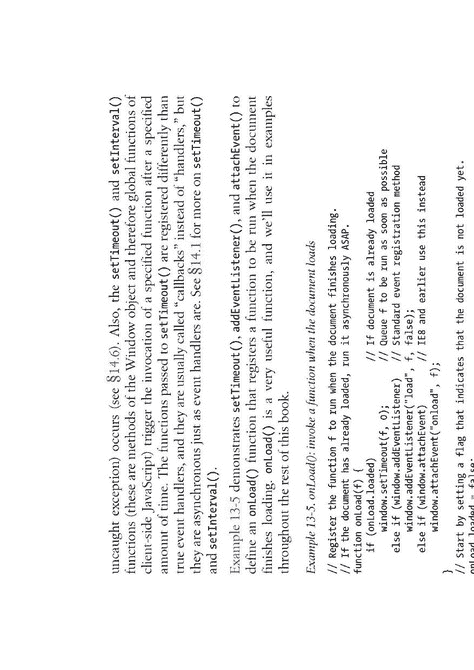 uncaught exception) occurs (see §14.6). Also, the setTimeout() and setInterval()
functions (these are methods of the Window object and therefore global functions of
client-side JavaScript) trigger the invocation of a specified function after a specified
amount of time. The functions passed to setTimeout() are registered differently than
true event handlers, and they are usually called “callbacks” instead of “handlers,” but
they are asynchronous just as event handlers are. See §14.1 for more on setTimeout()
and setInterval().
Example 13-5 demonstrates setTimeout(), addEventListener(), and attachEvent() to
define an onLoad() function that registers a function to be run when the document
finishes loading. onLoad() is a very useful function, and we’ll use it in examples
throughout the rest of this book.
Example 13-5. onLoad(): invoke a function when the document loads
// Register the function f to run when the document finishes loading.
// If the document has already loaded, run it asynchronously ASAP.
function onLoad(f) {
if (onLoad.loaded) // If document is already loaded
window.setTimeout(f, 0); // Queue f to be run as soon as possible
else if (window.addEventListener) // Standard event registration method
window.addEventListener("load", f, false);
else if (window.attachEvent) // IE8 and earlier use this instead
window.attachEvent("onload", f);
}
// Start by setting a flag that indicates that the document is not loaded yet.
onLoad.loaded = false;